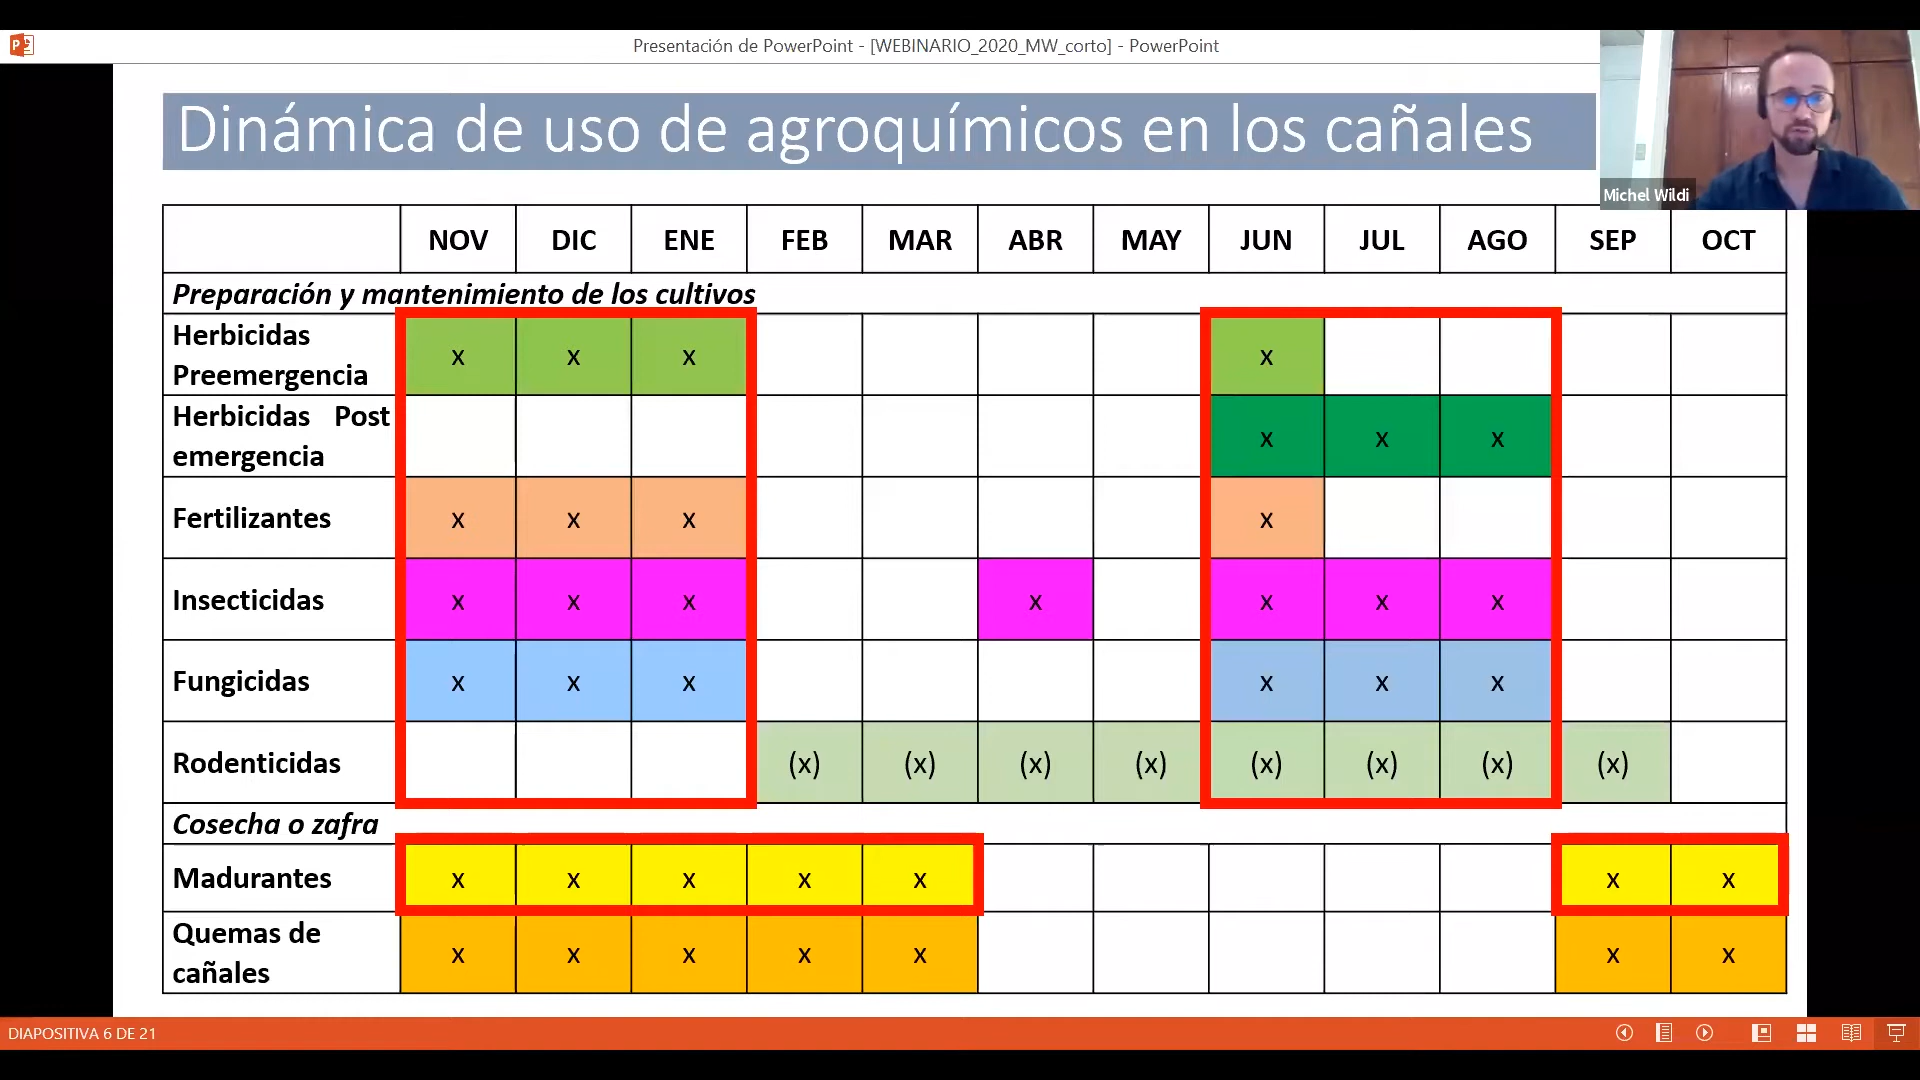 Presentación de PowerPoint - [WEBINARIO_2020_MW_corto] - PowerPoint
Dinámica de uso de agroquímicos en los cañales
Michel Wildi
NOV DIC ENE FEB MAR ABR MAY JUN JUL AGO SEP OCT
Preparación y mantenimiento de los cultivos
Herbicidas
Preemergencia
x x x x
Herbicidas Post
emergencia
x x x
Fertilizantes x x x x
Insecticidas x x x x x x x
Fungicidas x x x x x x
Rodenticidas (x) (x) (x) (x) (x) (x) (x) (x)
Cosecha o zafra
Madurantes x x x x x x x
Quemas de
cañales
x x x x x x x
DIAPOSITIVA 6 DE 21